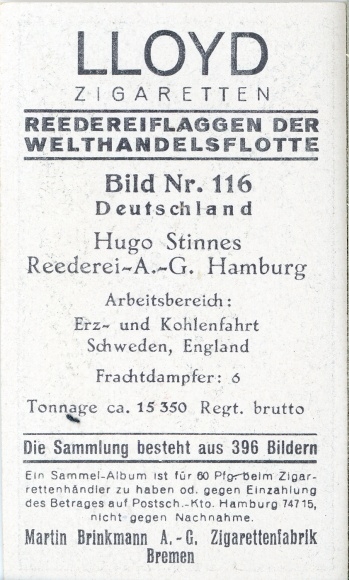 LLOYD
ZIGARETTEN
REEDEREIFLAGGEN DER
WELTHANDELSFLOTTE
Bild Nr. 116
Deutschland
Hugo Stinnes
Reederei-A.-G. Hamburg
Arbeitsbereich:
Erz- und Kohlenfahrt
Schweden, England
Frachtdampfer: 6
Tonnage ca. 15 350 Regt. brutto
Die Sammlung besteht aus 396 Bildern
Ein Sammel-Album ist für 60 Pfg. beim Zigar-
rettenhändler zu haben od. gegen Einzahlung
des Betrages auf Postsch.-Kto. Hamburg 74715,
nicht gegen Nachnahme.
Martin Brinkmann A.-G. Zigarettenfabrik
Bremen